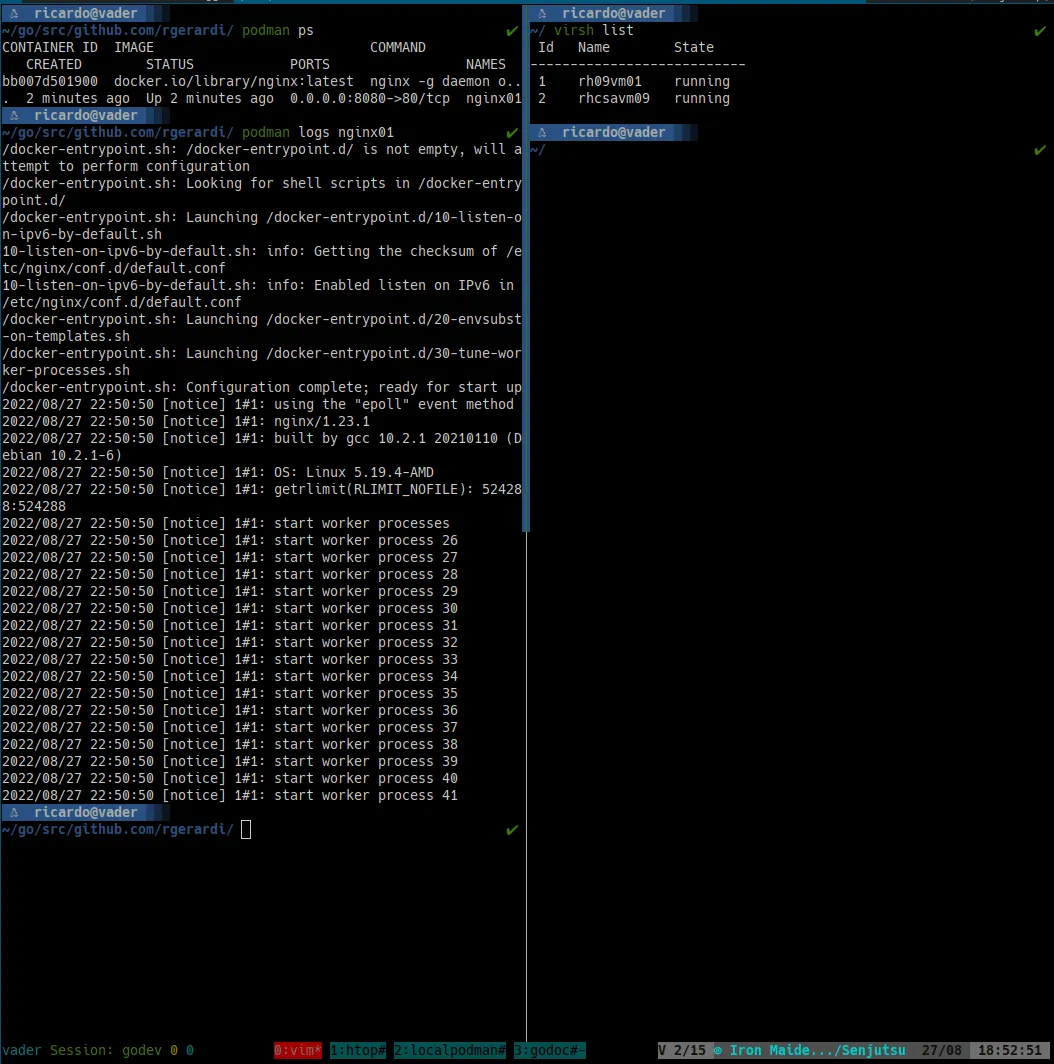 ricardo@vader
~/go/src/github.com/rgerardi/ podman ps ✔
CONTAINER ID  IMAGE                           COMMAND
   CREATED        STATUS            PORTS                 NAMES
bb007d501900  docker.io/library/nginx:latest  nginx -g daemon o..
.  2 minutes ago  Up 2 minutes ago  0.0.0.0:8080->80/tcp  nginx01
ricardo@vader
~/go/src/github.com/rgerardi/ podman logs nginx01 ✔
/docker-entrypoint.sh: /docker-entrypoint.d/ is not empty, will a
ttempt to perform configuration
/docker-entrypoint.sh: Looking for shell scripts in /docker-entry
point.d/
/docker-entrypoint.sh: Launching /docker-entrypoint.d/10-listen-o
n-ipv6-by-default.sh
10-listen-on-ipv6-by-default.sh: info: Getting the checksum of /e
tc/nginx/conf.d/default.conf
10-listen-on-ipv6-by-default.sh: info: Enabled listen on IPv6 in
/etc/nginx/conf.d/default.conf
/docker-entrypoint.sh: Launching /docker-entrypoint.d/20-envsubst
-on-templates.sh
/docker-entrypoint.sh: Launching /docker-entrypoint.d/30-tune-wor
ker-processes.sh
/docker-entrypoint.sh: Configuration complete; ready for start up
2022/08/27 22:50:50 [notice] 1#1: using the "epoll" event method
2022/08/27 22:50:50 [notice] 1#1: nginx/1.23.1
2022/08/27 22:50:50 [notice] 1#1: built by gcc 10.2.1 20210110 (D
ebian 10.2.1-6)
2022/08/27 22:50:50 [notice] 1#1: OS: Linux 5.19.4-AMD
2022/08/27 22:50:50 [notice] 1#1: getrlimit(RLIMIT_NOFILE): 52428
8:524288
2022/08/27 22:50:50 [notice] 1#1: start worker processes
2022/08/27 22:50:50 [notice] 1#1: start worker process 26
2022/08/27 22:50:50 [notice] 1#1: start worker process 27
2022/08/27 22:50:50 [notice] 1#1: start worker process 28
2022/08/27 22:50:50 [notice] 1#1: start worker process 29
2022/08/27 22:50:50 [notice] 1#1: start worker process 30
2022/08/27 22:50:50 [notice] 1#1: start worker process 31
2022/08/27 22:50:50 [notice] 1#1: start worker process 32
2022/08/27 22:50:50 [notice] 1#1: start worker process 33
2022/08/27 22:50:50 [notice] 1#1: start worker process 34
2022/08/27 22:50:50 [notice] 1#1: start worker process 35
2022/08/27 22:50:50 [notice] 1#1: start worker process 36
2022/08/27 22:50:50 [notice] 1#1: start worker process 37
2022/08/27 22:50:50 [notice] 1#1: start worker process 38
2022/08/27 22:50:50 [notice] 1#1: start worker process 39
2022/08/27 22:50:50 [notice] 1#1: start worker process 40
2022/08/27 22:50:50 [notice] 1#1: start worker process 41
ricardo@vader
~/go/src/github.com/rgerardi/ ✔
ricardo@vader
~/ virsh list ✔
Id   Name        State
---------------------------
1    rh09vm01    running
2    rhcsavm09   running
ricardo@vader
~/ ✔
vader Session: godev 0 0 0:vim* 1:htop# 2:localpodman# 3:godoc#- V 2/15 ⊚ Iron Maide.../Senjutsu 27/08 18:52:51